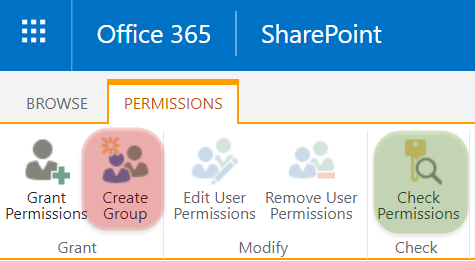 Office 365 SharePoint
BROWSE PERMISSIONS
Grant Permissions
Create Group
Edit User Permissions
Remove User Permissions
Check Permissions
Grant Modify Check